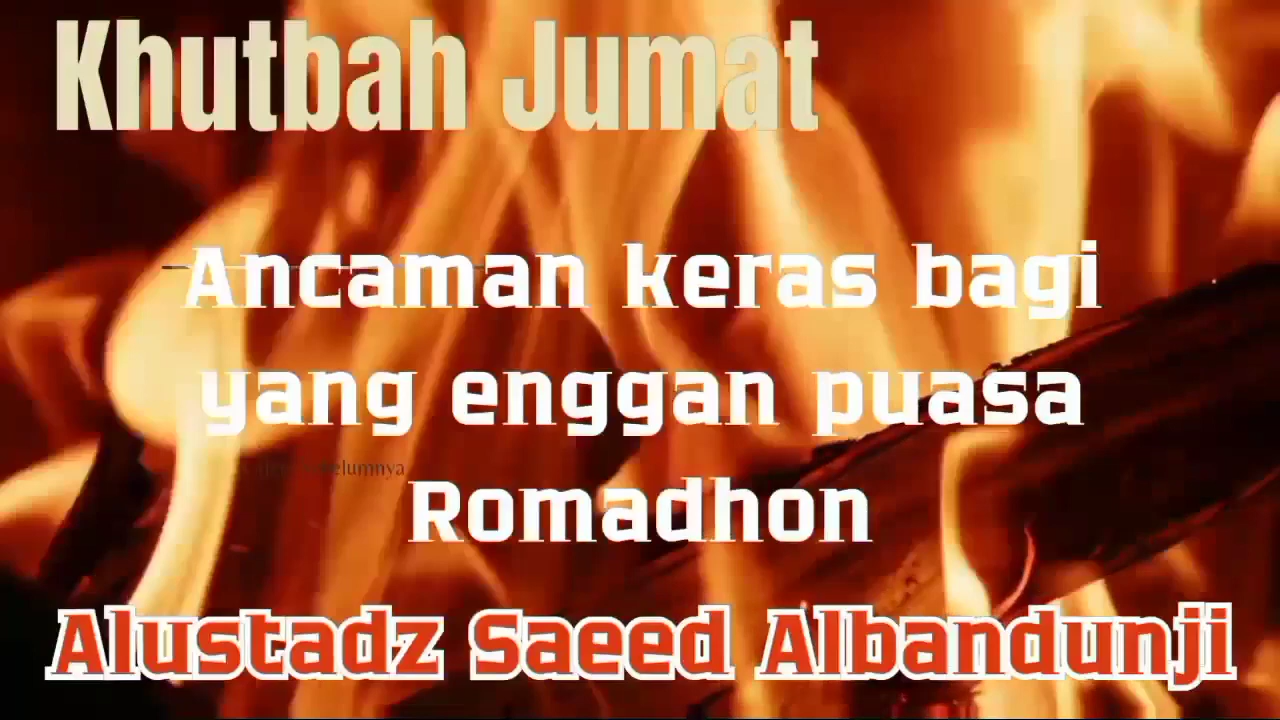 Khutbah Jumat
Ancaman keras bagi
yang enggan puasa
Romadhon
Alustadz Saeed Albandunji